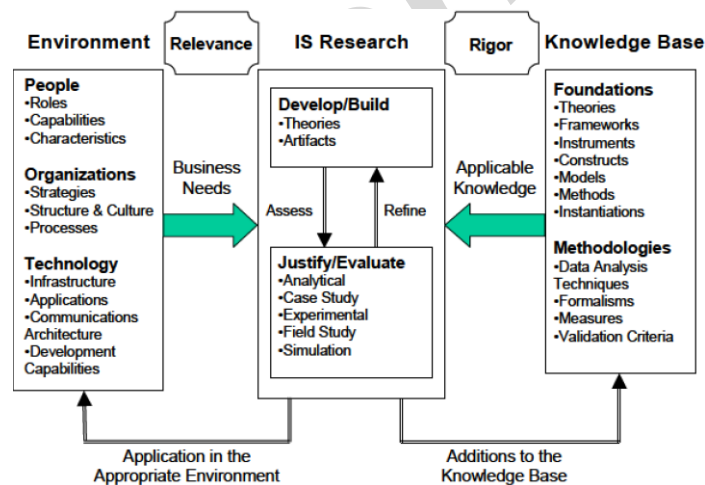 Environment
Relevance
IS Research
Rigor
Knowledge Base
People
•Roles
•Capabilities
•Characteristics
Organizations
•Strategies
•Structure & Culture
•Processes
Technology
•Infrastructure
•Applications
•Communications
Architecture
•Development
Capabilities
Business
Needs
Develop/Build
•Theories
•Artifacts
Assess
Refine
Justify/Evaluate
•Analytical
•Case Study
•Experimental
•Field Study
•Simulation
Applicable
Knowledge
Foundations
•Theories
•Frameworks
•Instruments
•Constructs
•Models
•Methods
•Instantiations
Methodologies
•Data Analysis
Techniques
•Formalisms
•Measures
•Validation Criteria
Application in the
Appropriate Environment
Additions to the
Knowledge Base